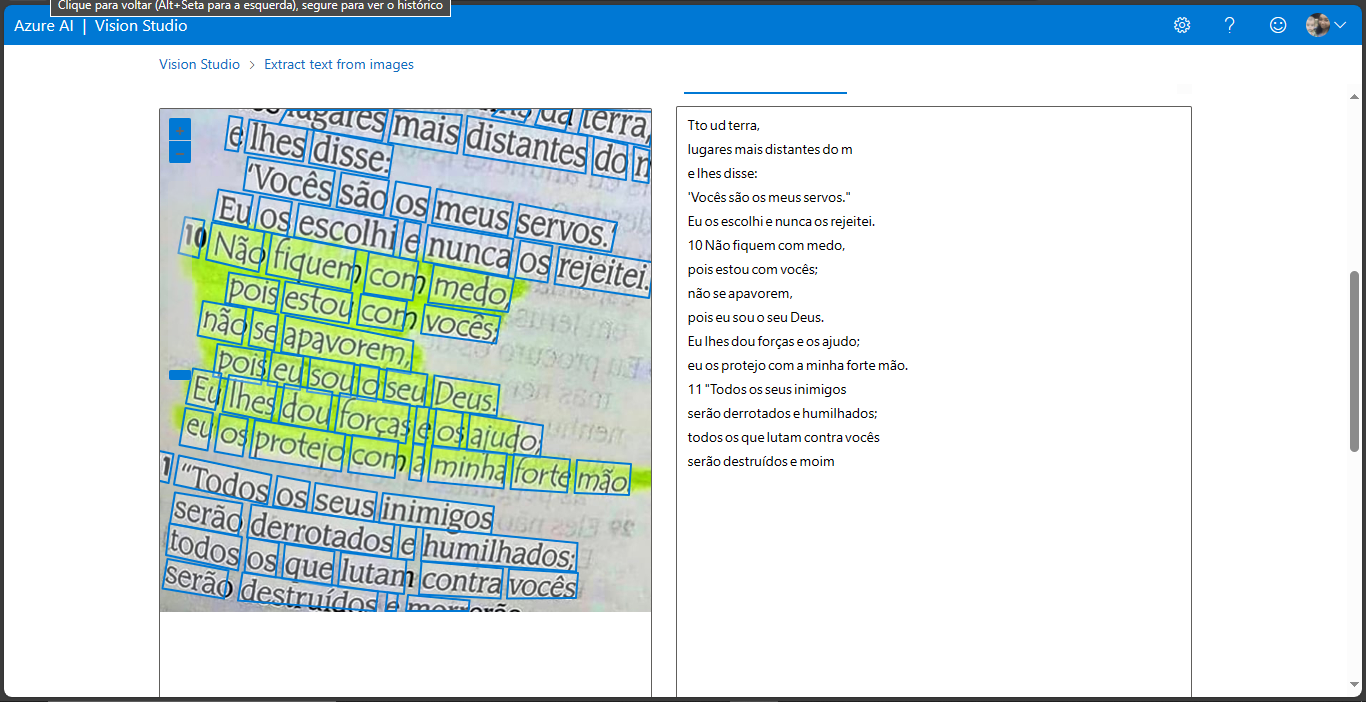 Clique para voltar (Alt+Seta para a esquerda), segure para ver o histórico
Azure AI | Vision Studio
Vision Studio > Extract text from images
lugares mais distantes do
da terra,
e lhes disse:
'Vocês são os meus servos.'
Eu os escolhi e nunca os rejeitei.
10 Não fiquem com medo,
pois estou com vocês;
não se apavorem,
pois eu sou o seu Deus.
Eu lhes dou forças e os ajudo;
eu os protejo com a minha forte mão
1 “Todos os seus inimigos
serão derrotados e humilhados;
todos os que lutam contra vocês
serão destruídos e morrerão
Tto ud terra,
lugares mais distantes do m
e lhes disse:
'Vocês são os meus servos."
Eu os escolhi e nunca os rejeitei.
10 Não fiquem com medo,
pois estou com vocês;
não se apavorem,
pois eu sou o seu Deus.
Eu lhes dou forças e os ajudo;
eu os protejo com a minha forte mão.
11 "Todos os seus inimigos
serão derrotados e humilhados;
todos os que lutam contra vocês
serão destruídos e moim